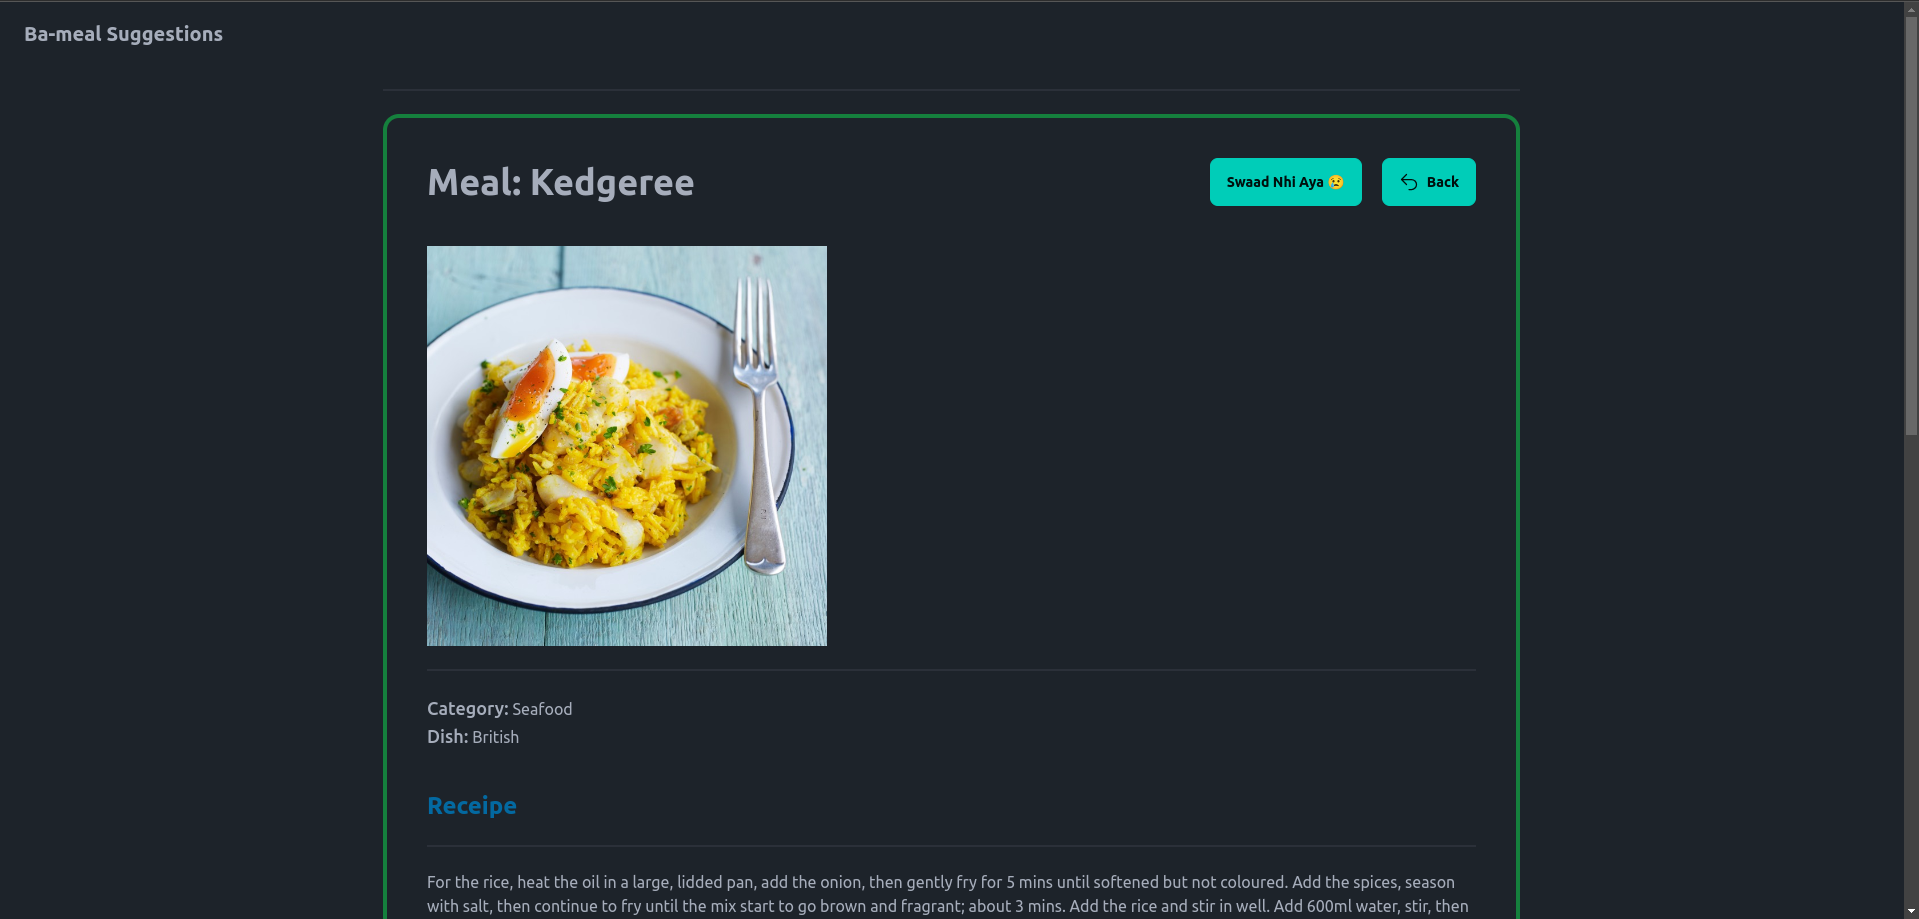 Ba-meal Suggestions
Meal: Kedgeree
Swaad Nhi Aya 😢
Back
Category: Seafood
Dish: British
Receipe
For the rice, heat the oil in a large, lidded pan, add the onion, then gently fry for 5 mins until softened but not coloured. Add the spices, season
with salt, then continue to fry until the mix start to go brown and fragrant; about 3 mins. Add the rice and stir in well. Add 600ml water, stir, then